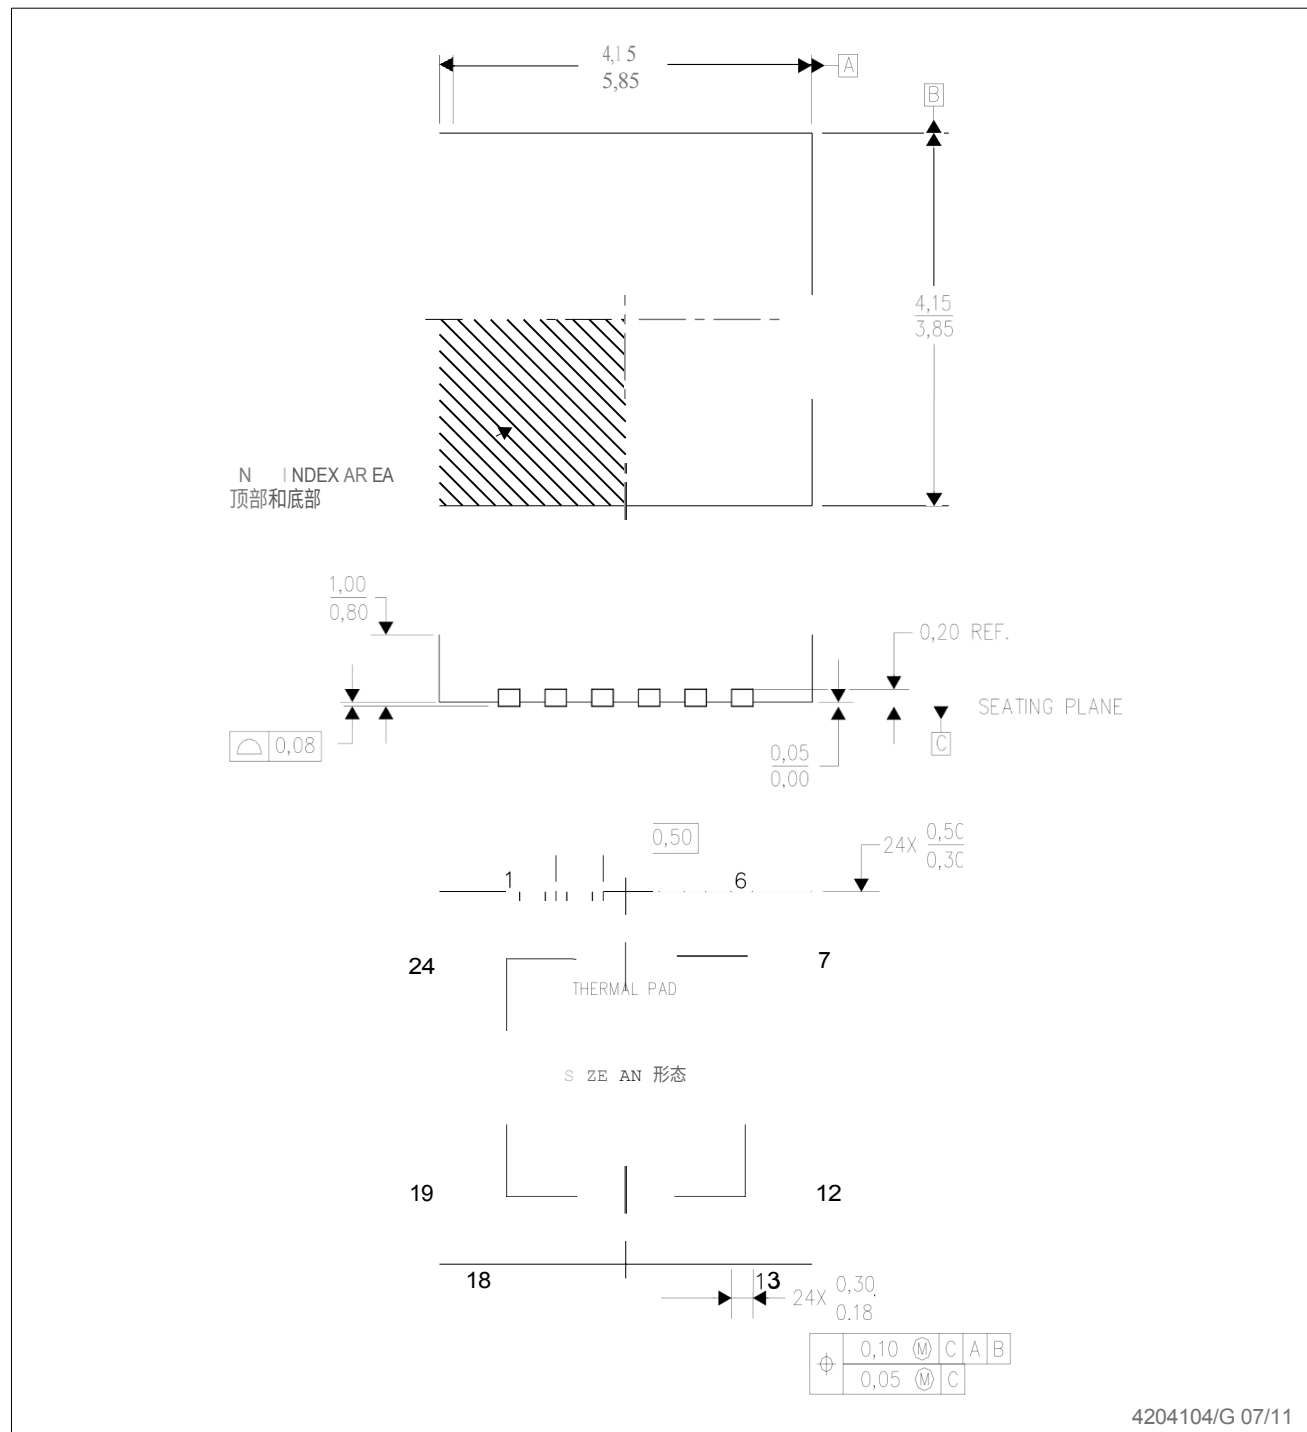 4,15
5,85
A
B
4,15
3,85
N INDEX AR EA
顶部和底部
1,00
0,80
0,20 REF.
SEATING PLANE
0,08
C
0,05
0,00
0,50
24X 0,50
0,30
1
6
24
7
THERMAL PAD
S ZE AN 形态
19
12
18
13
24X 0,30
0.18
0,10 Ⓜ C A B
0,05 Ⓜ C
4204104/G 07/11